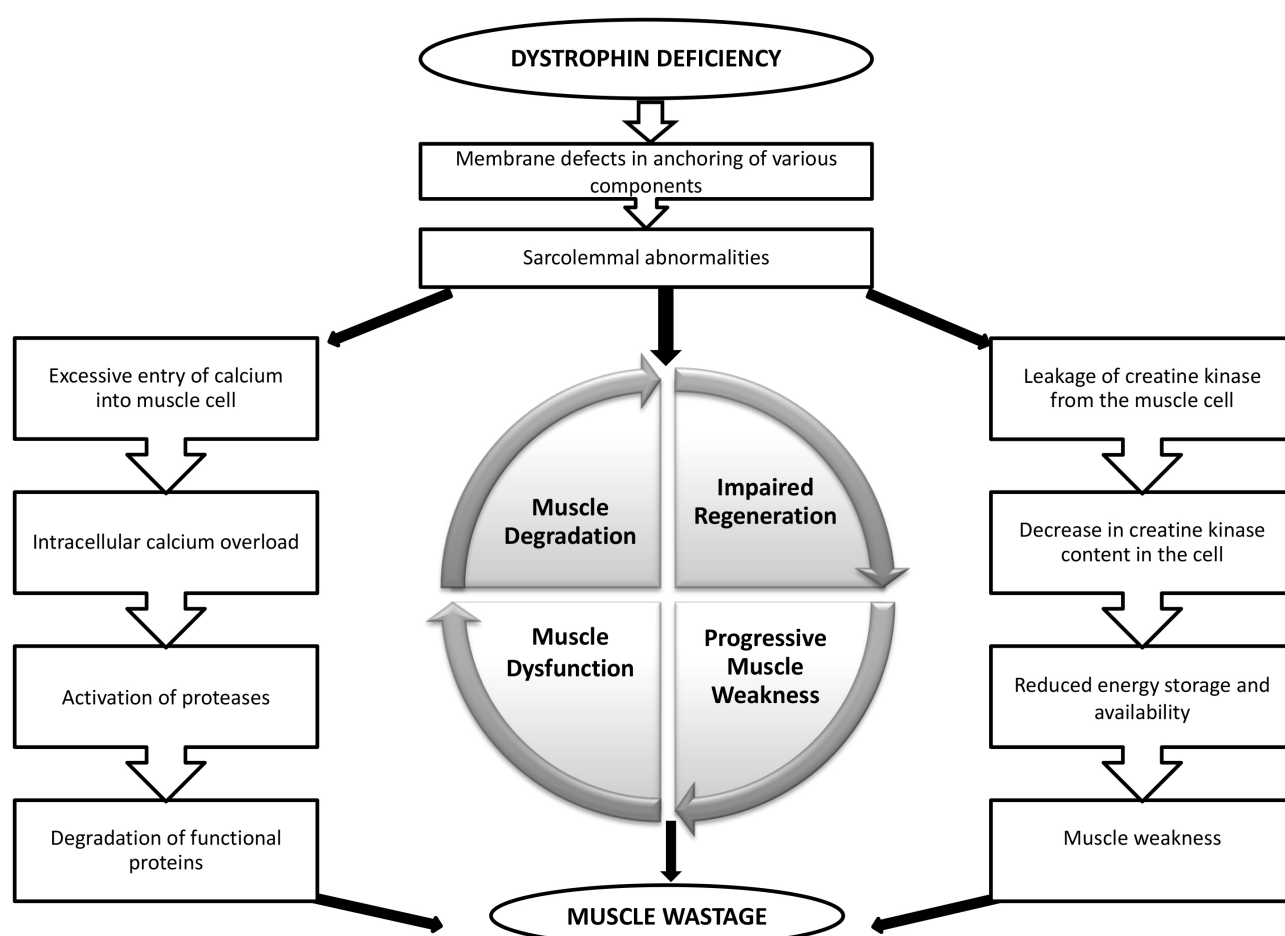 DYSTROPHIN DEFICIENCY
Membrane defects in anchoring of various
components
Sarcolemmal abnormalities
Excessive entry of calcium
into muscle cell
Intracellular calcium overload
Activation of proteases
Degradation of functional
proteins
Muscle
Degradation
Impaired
Regeneration
Muscle
Dysfunction
Progressive
Muscle
Weakness
Leakage of creatine kinase
from the muscle cell
Decrease in creatine kinase
content in the cell
Reduced energy storage and
availability
Muscle weakness
MUSCLE WASTAGE